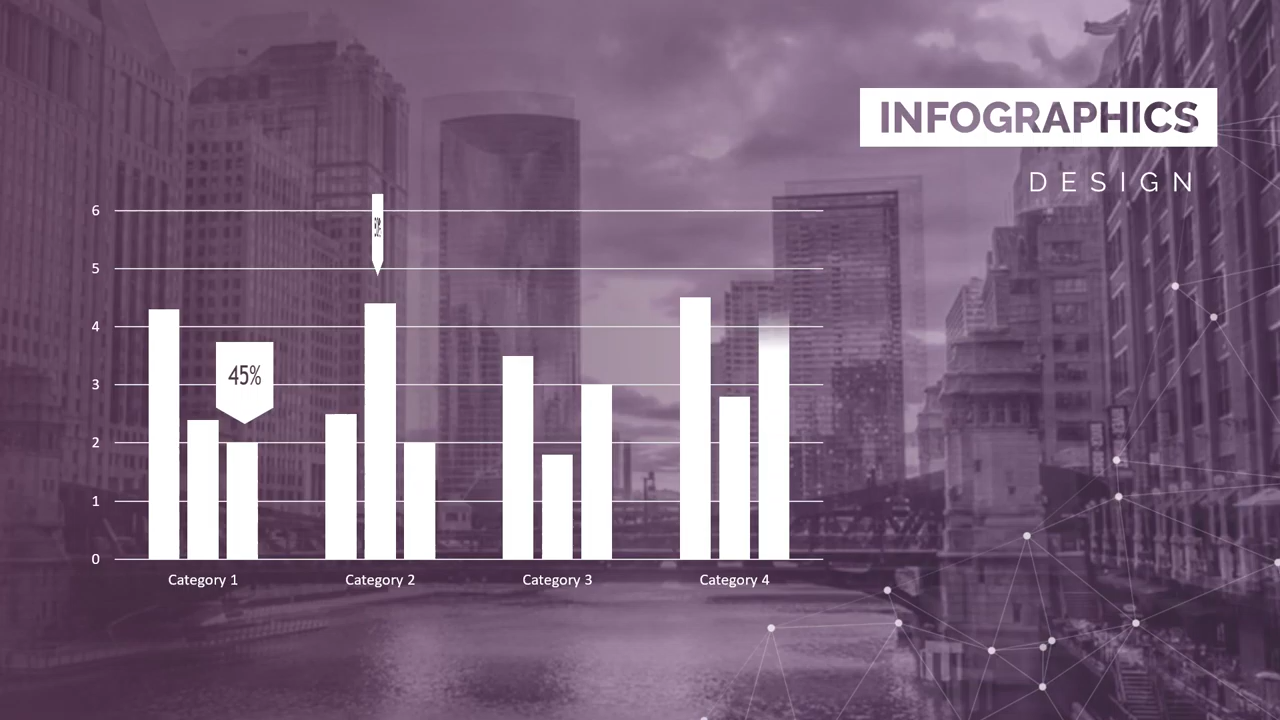 INFOGRAPHICS
DESIGN
6
5
4
3
2
1
0
45%
Category 1
Category 2
Category 3
Category 4